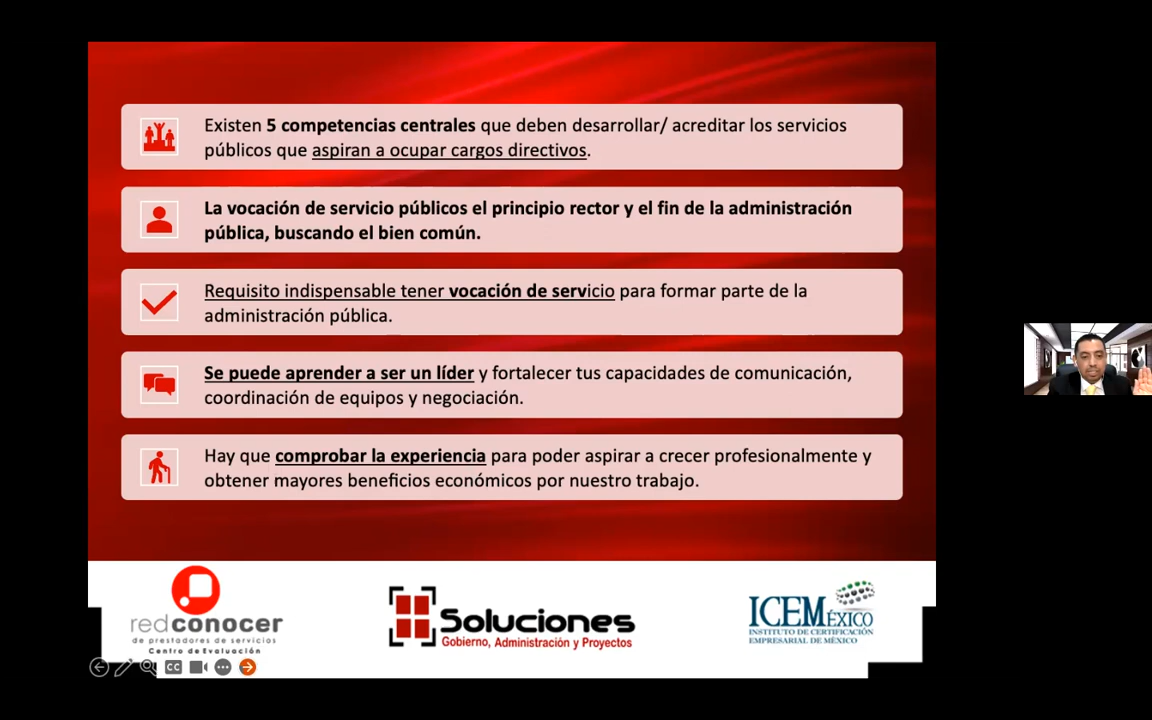 Existen 5 competencias centrales que deben desarrollar/ acreditar los servicios
públicos que aspiran a ocupar cargos directivos.
La vocación de servicio públicos el principio rector y el fin de la administración
pública, buscando el bien común.
Requisito indispensable tener vocación de servicio para formar parte de la
administración pública.
Se puede aprender a ser un líder y fortalecer tus capacidades de comunicación,
coordinación de equipos y negociación.
Hay que comprobar la experiencia para poder aspirar a crecer profesionalmente y
obtener mayores beneficios económicos por nuestro trabajo.
redconocer
de prestadores de servicios
Centro de Evaluación
Soluciones
Gobierno, Administración y Proyectos
ICEMÉXICO
INSTITUTO DE CERTIFICACIÓN
EMPRESARIAL DE MÉXICO
CC